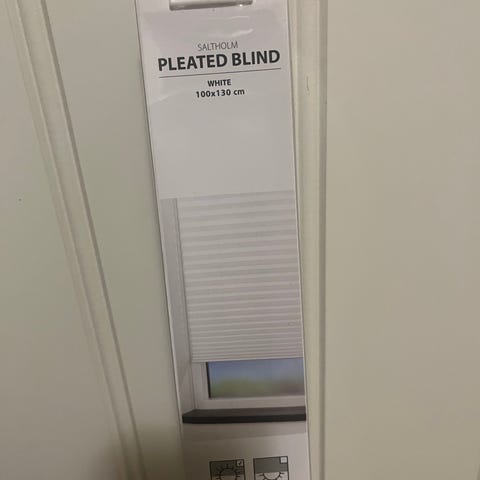 SALTHOLM
PLEATED BLIND
WHITE
100x130 cm